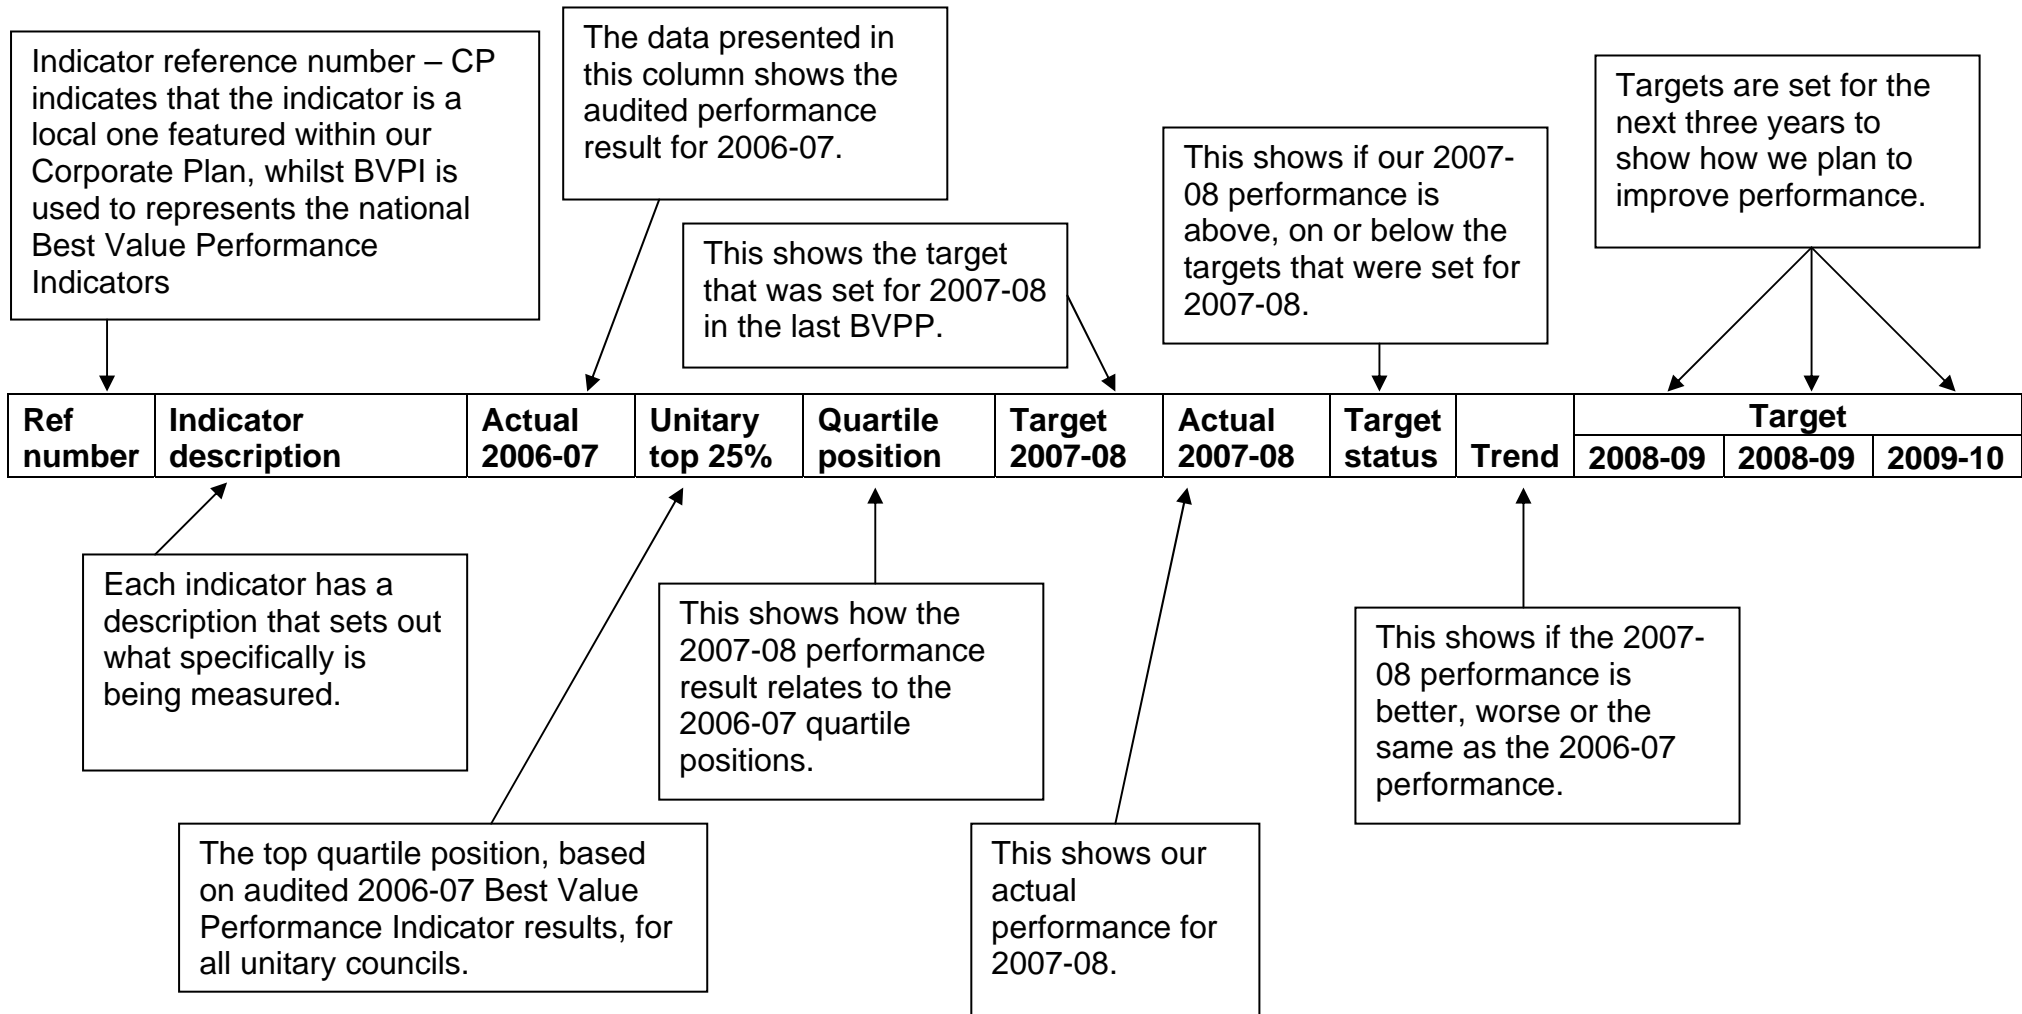 Indicator reference number – CP
indicates that the indicator is a
local one featured within our
Corporate Plan, whilst BVPI is
used to represents the national
Best Value Performance
Indicators
The data presented in
this column shows the
audited performance
result for 2006-07.
This shows the target
that was set for 2007-08
in the last BVPP.
This shows if our 2007-
08 performance is
above, on or below the
targets that were set for
2007-08.
Targets are set for the
next three years to
show how we plan to
improve performance.
Ref number
Indicator description
Actual 2006-07
Unitary top 25%
Quartile position
Target 2007-08
Actual 2007-08
Target status
Trend
Target
2008-09
2008-09
2009-10
Each indicator has a
description that sets out
what specifically is
being measured.
The top quartile position, based
on audited 2006-07 Best Value
Performance Indicator results, for
all unitary councils.
This shows how the
2007-08 performance
result relates to the
2006-07 quartile
positions.
This shows our
actual
performance for
2007-08.
This shows if the 2007-
08 performance is
better, worse or the
same as the 2006-07
performance.